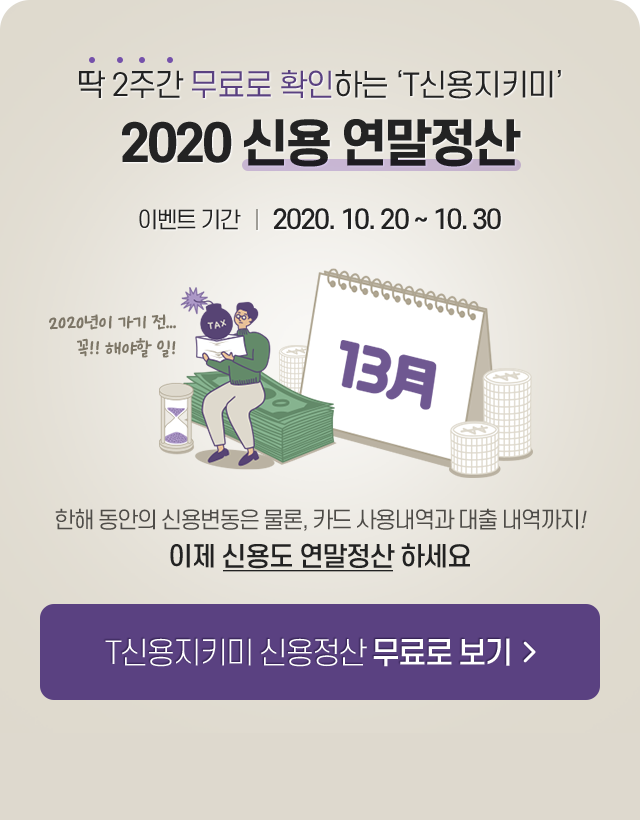 딱 2주간 무료로 확인하는 ‘T신용지키미’
2020 신용 연말정산
이벤트 기간 | 2020. 10. 20 ~ 10. 30
2020년이 가기 전...
꼭!! 해야할 일!
TAX
13月
한해 동안의 신용변동은 물론, 카드 사용내역과 대출 내역까지!
이제 신용도 연말정산 하세요
T신용지키미 신용정산 무료로 보기 >